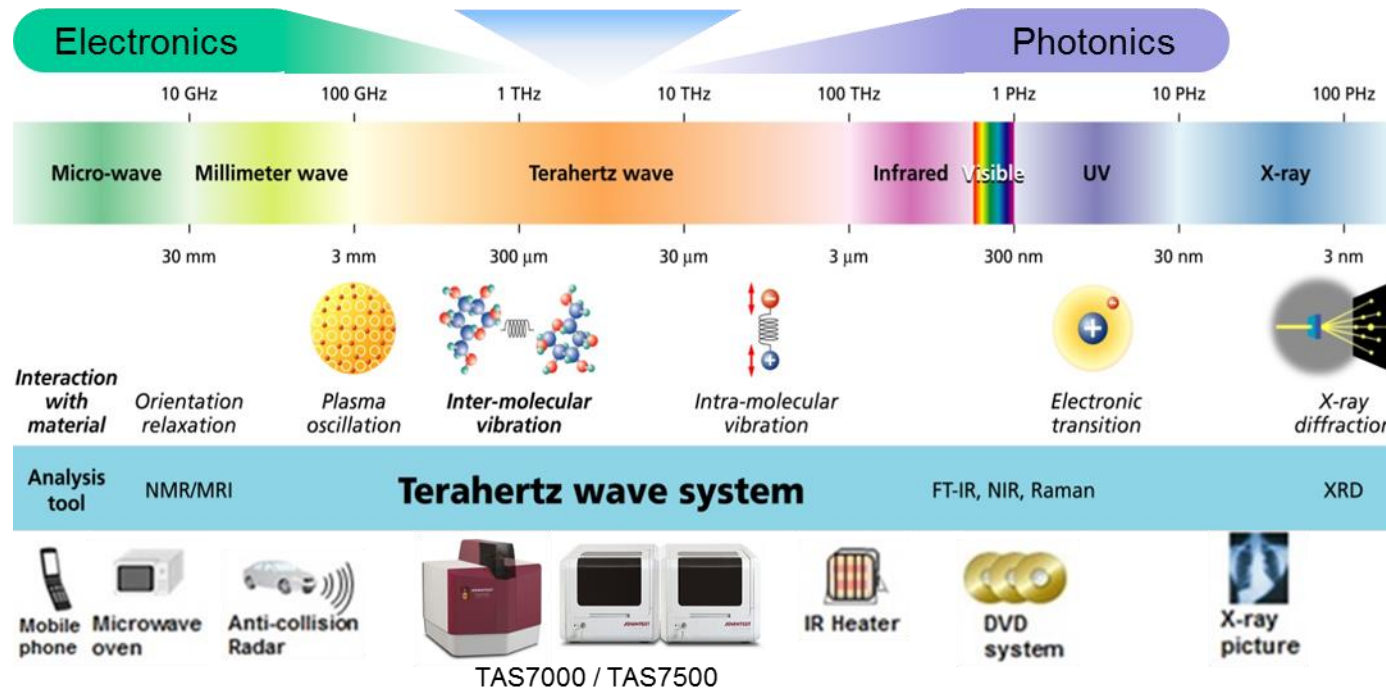 Electronics
Photonics
10 GHz 100 GHz 1 THz 10 THz 100 THz 1 PHz 10 PHz 100 PHz
Micro-wave Millimeter wave Terahertz wave Infrared Visible UV X-ray
30 mm 3 mm 300 μm 30 μm 3 μm 300 nm 30 nm 3 nm
Interaction
with
material
Orientation
relaxation
Plasma
oscillation
Inter-molecular
vibration
Intra-molecular
vibration
Electronic
transition
X-ray
diffraction
Analysis
tool
NMR/MRI
Terahertz wave system
FT-IR, NIR, Raman
XRD
Mobile
phone
Microwave
oven
Anti-collision
Radar
ADVANTEST
ADVANTEST
ADVANTEST
TAS7000 / TAS7500
IR Heater
DVD
system
X-ray
picture